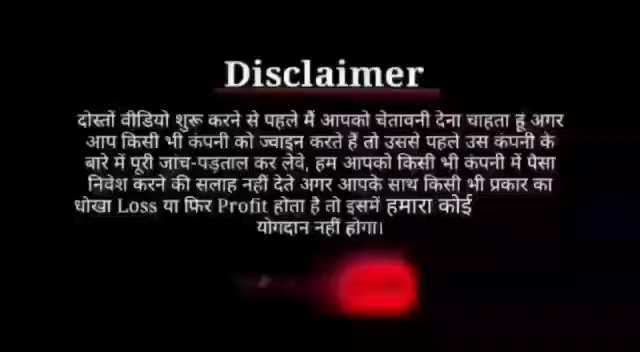 Disclaimer
दोस्तों वीडियो शुरू करने से पहले मैं आपको चेतावनी देना चाहता हूं अगर
आप किसी भी कंपनी को ज्वाइन करते हैं तो उससे पहले उस कंपनी के
बारे में पूरी जांच-पड़ताल कर लेवे, हम आपको किसी भी कंपनी में पैसा
निवेश करने की सलाह नहीं देते अगर आपके साथ किसी भी प्रकार का
धोखा Loss या फिर Profit होता है तो इसमें हमारा कोई
योगदान नहीं होगा।